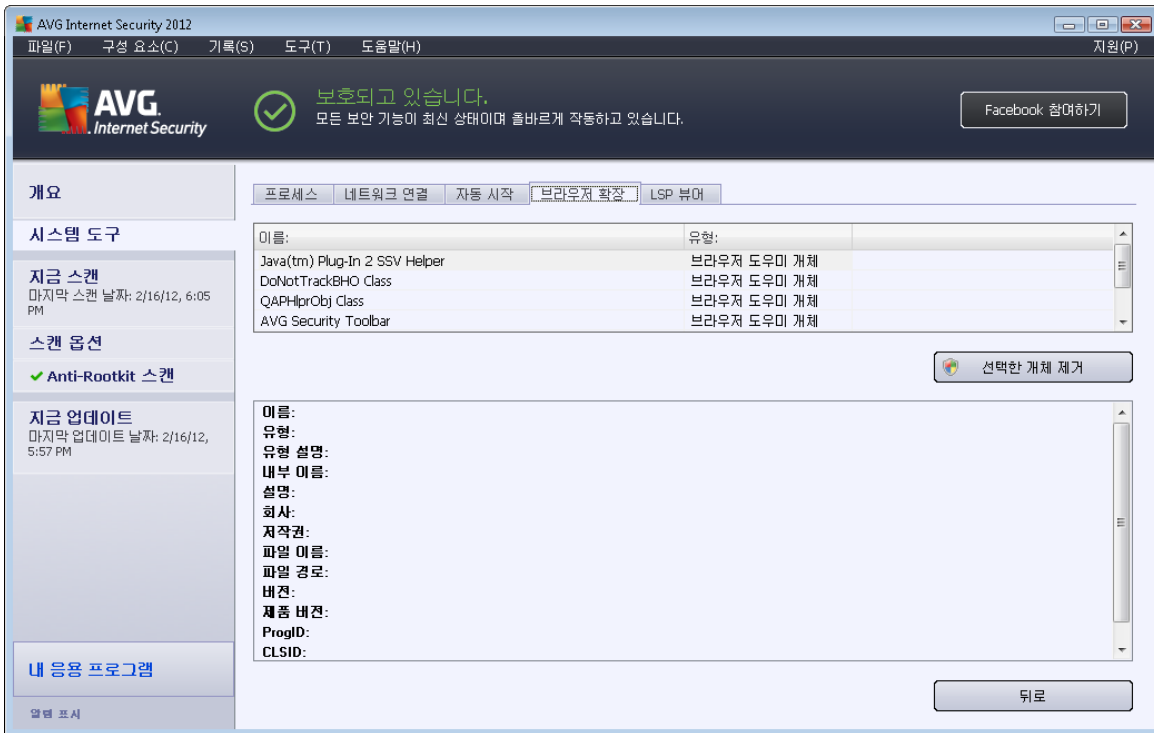 AVG Internet Security 2012
파일(F) 구성 요소(C) 기록(S) 도구(T) 도움말(H) 지원(P)
AVG.
Internet Security
보호되고 있습니다.
모든 보안 기능이 최신 상태이며 올바르게 작동하고 있습니다.
Facebook 참여하기
개요
시스템 도구
지금 스캔
마지막 스캔 날짜: 2/16/12, 6:05
PM
스캔 옵션
Anti-Rootkit 스캔
지금 업데이트
마지막 업데이트 날짜: 2/16/12,
5:57 PM
내 응용 프로그램
알림 표시
프로세스 네트워크 연결 자동 시작 브라우저 확장 LSP 뷰어
이름: 유형:
Java(tm) Plug-In 2 SSV Helper 브라우저 도우미 개체
DoNotTrackBHO Class 브라우저 도우미 개체
QAPHlprObj Class 브라우저 도우미 개체
AVG Security Toolbar 브라우저 도우미 개체
선택한 개체 제거
이름:
유형:
유형 설명:
내부 이름:
설명:
회사:
저작권:
파일 이름:
파일 경로:
버전:
제품 버전:
ProgID:
CLSID:
뒤로